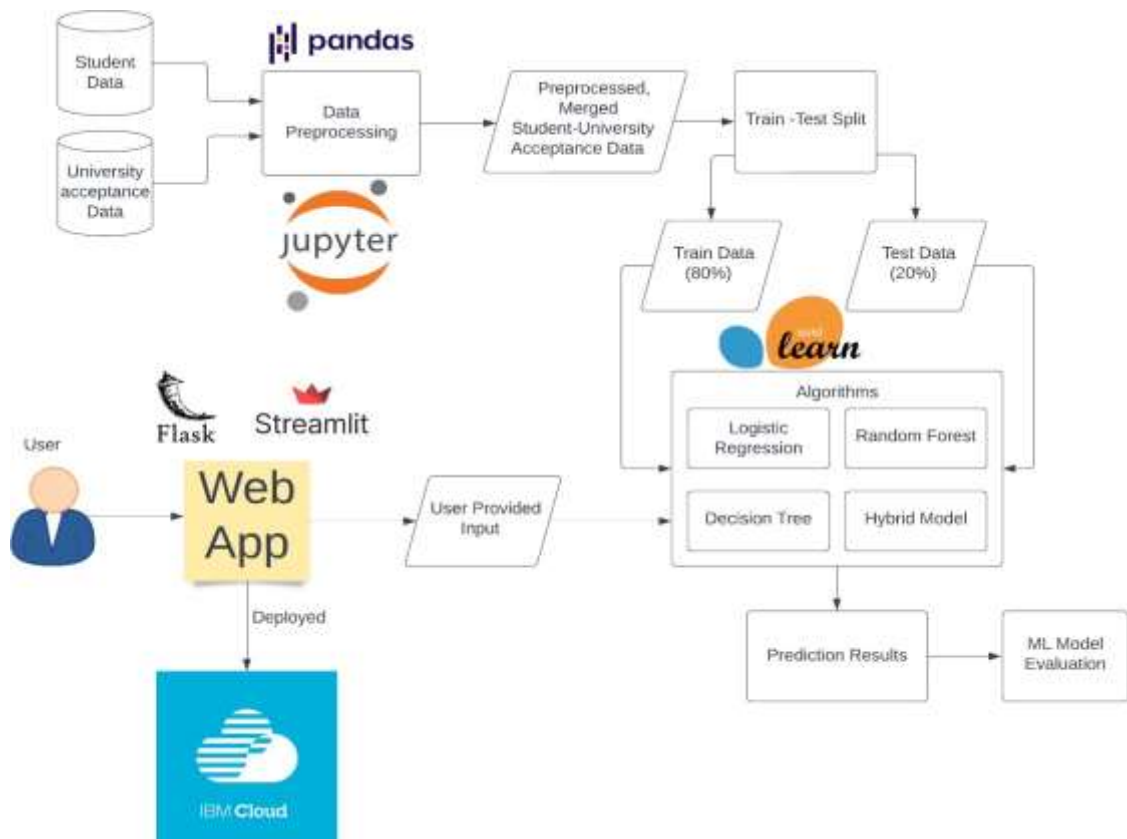 Student
Data
pandas
Data
Preprocessing
Preprocessed,
Merged
Student-University
Acceptance Data
Train -Test Split
University
acceptance
Data
jupyter
Train Data
(80%)
Test Data
(20%)
learn
Algorithms
Logistic
Regression
Random Forest
Decision Tree
Hybrid Model
Flask
Streamlit
User
Web
App
User Provided
Input
Deployed
Prediction Results
ML Model
Evaluation
IBM Cloud